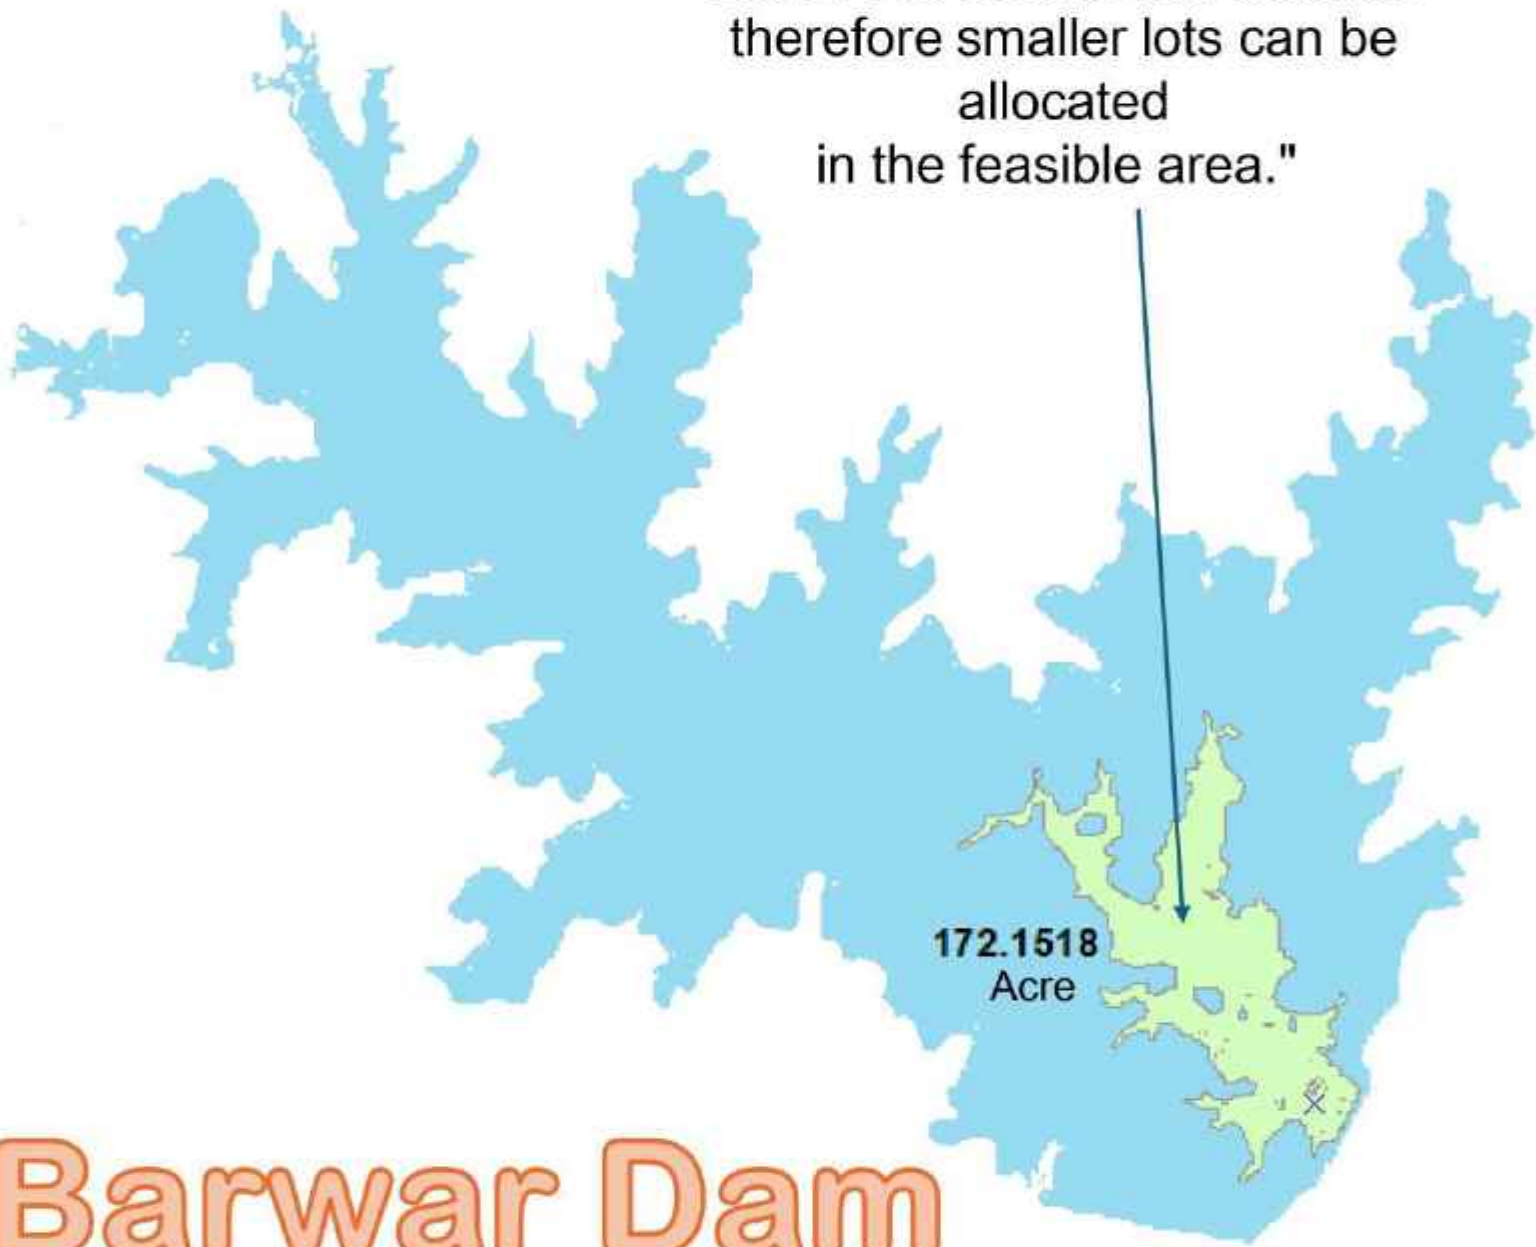 therefore smaller lots can be
allocated
in the feasible area."
172.1518
Acre
Barwar Dam